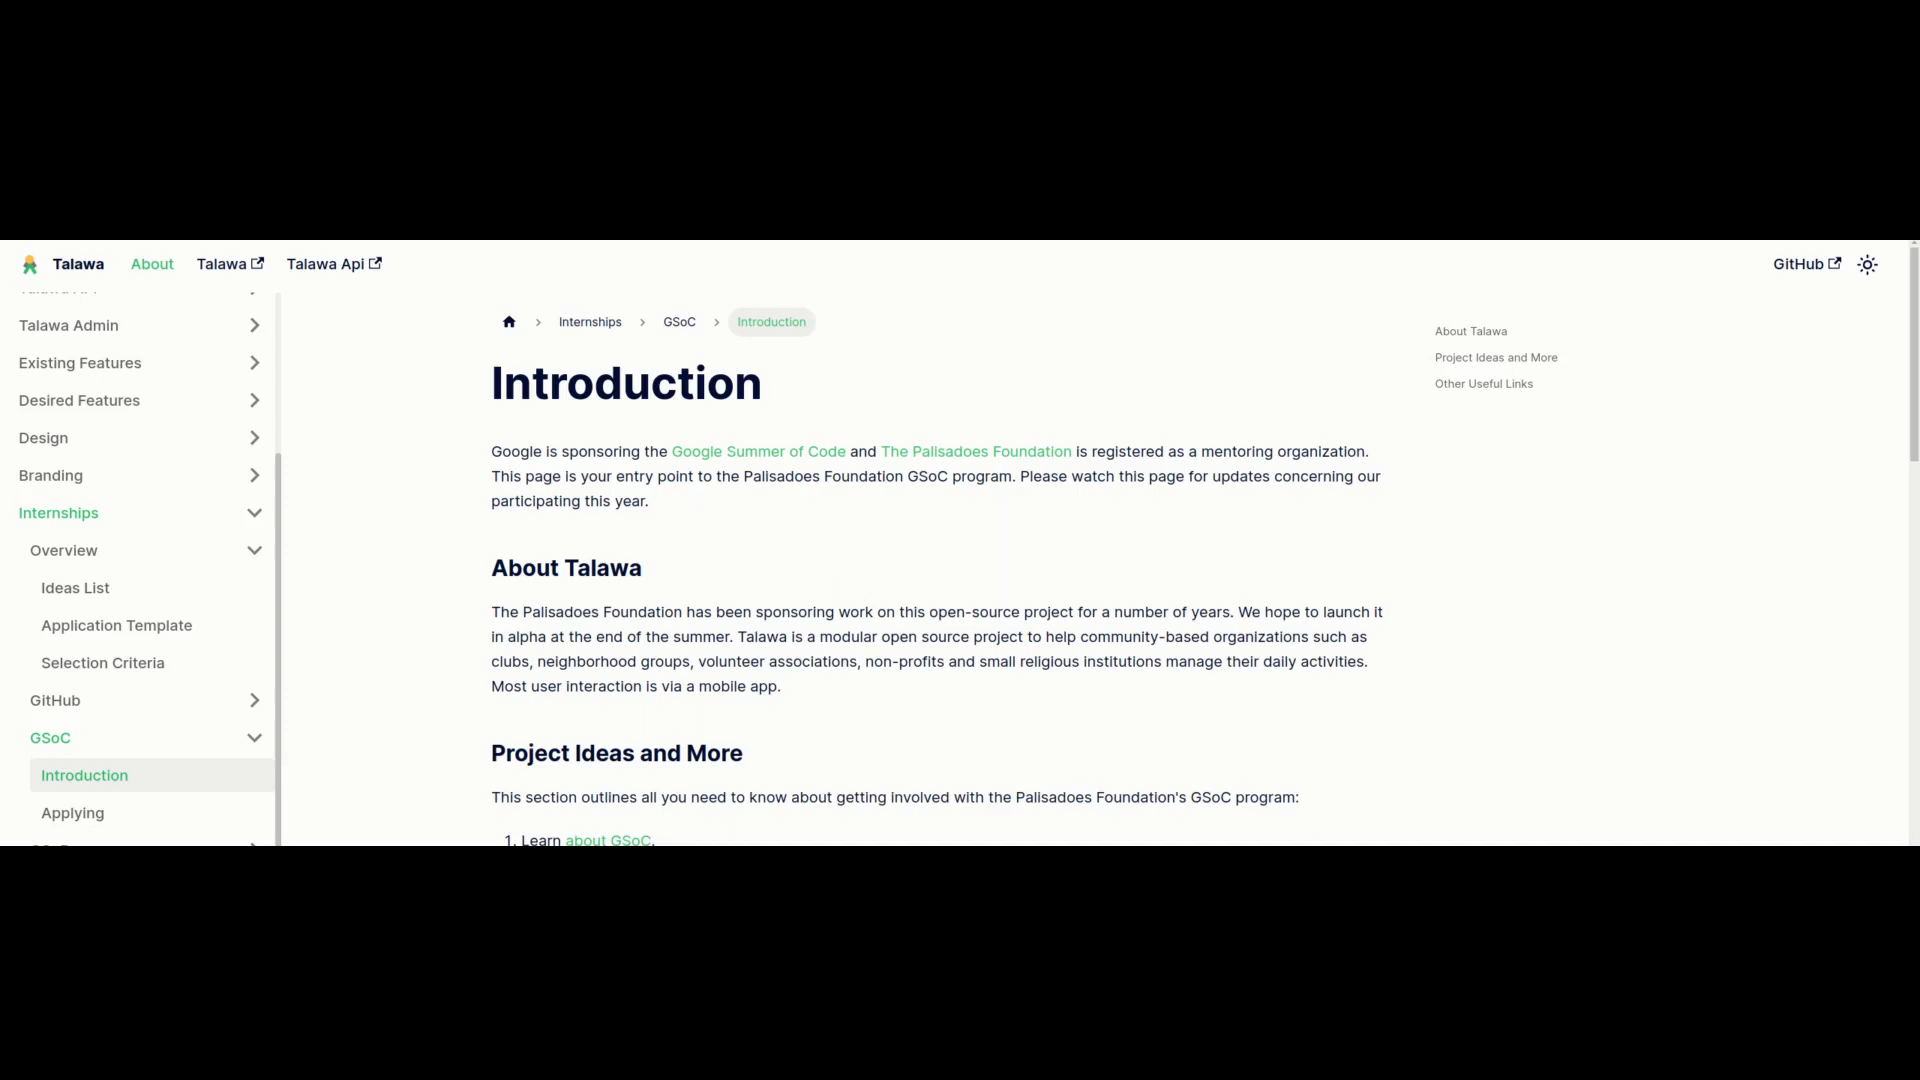 Talawa About Talawa Talawa Api GitHub
Talawa Admin
Existing Features
Desired Features
Design
Branding
Internships
Overview
Ideas List
Application Template
Selection Criteria
GitHub
GSoC
Introduction
Applying
Internships GSoC Introduction
Introduction
Google is sponsoring the Google Summer of Code and The Palisadoes Foundation is registered as a mentoring organization.
This page is your entry point to the Palisadoes Foundation GSoC program. Please watch this page for updates concerning our
participating this year.
About Talawa
The Palisadoes Foundation has been sponsoring work on this open-source project for a number of years. We hope to launch it
in alpha at the end of the summer. Talawa is a modular open source project to help community-based organizations such as
clubs, neighborhood groups, volunteer associations, non-profits and small religious institutions manage their daily activities.
Most user interaction is via a mobile app.
Project Ideas and More
This section outlines all you need to know about getting involved with the Palisadoes Foundation's GSoC program:
1. Learn about GSoC.
About Talawa
Project Ideas and More
Other Useful Links